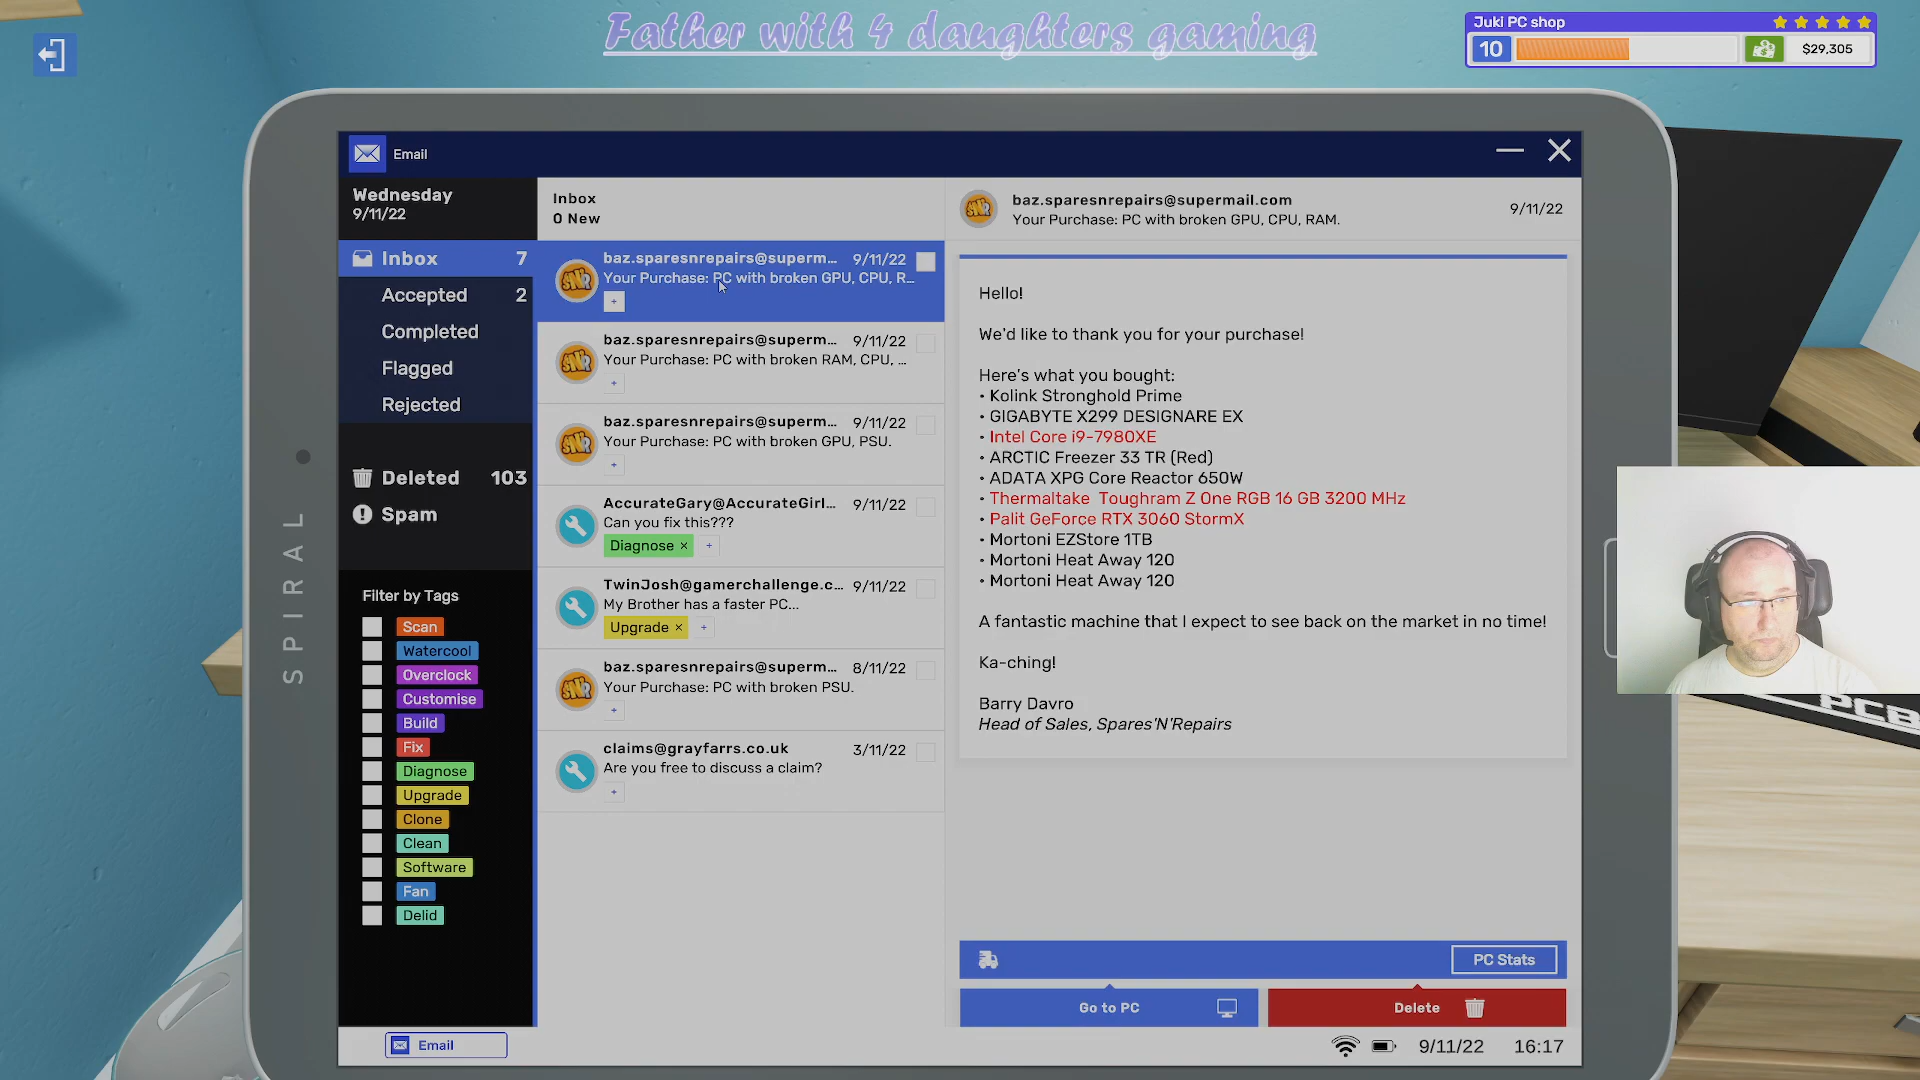 Father with 4 daughters gaming
Juki PC shop
10
$29,305
Email
Wednesday
9/11/22
Inbox 7
Accepted 2
Completed
Flagged
Rejected
Deleted 103
Spam
Filter by Tags
Scan
Watercool
Overclock
Customise
Build
Fix
Diagnose
Upgrade
Clone
Clean
Software
Fan
Delid
Inbox
0 New
baz.sparesnrepairs@superm... 9/11/22
Your Purchase: PC with broken GPU, CPU, R...
+
baz.sparesnrepairs@superm... 9/11/22
Your Purchase: PC with broken RAM, CPU, ...
+
baz.sparesnrepairs@superm... 9/11/22
Your Purchase: PC with broken GPU, PSU.
+
AccurateGary@AccurateGirl... 9/11/22
Can you fix this???
Diagnose × +
TwinJosh@gamerchallenge.c... 9/11/22
My Brother has a faster PC...
Upgrade × +
baz.sparesnrepairs@superm... 8/11/22
Your Purchase: PC with broken PSU.
+
claims@grayfarrs.co.uk 3/11/22
Are you free to discuss a claim?
+
baz.sparesnrepairs@supermail.com 9/11/22
Your Purchase: PC with broken GPU, CPU, RAM.
Hello!
We'd like to thank you for your purchase!
Here's what you bought:
• Kolink Stronghold Prime
• GIGABYTE X299 DESIGNARE EX
• Intel Core i9-7980XE
• ARCTIC Freezer 33 TR (Red)
• ADATA XPG Core Reactor 650W
• Thermaltake Toughram Z One RGB 16 GB 3200 MHz
• Palit GeForce RTX 3060 StormX
• Mortoni EZStore 1TB
• Mortoni Heat Away 120
• Mortoni Heat Away 120
A fantastic machine that I expect to see back on the market in no time!
Ka-ching!
Barry Davro
Head of Sales, Spares'N'Repairs
PC Stats
Go to PC
Delete
Email
9/11/22 16:17
SPIRAL
PCB